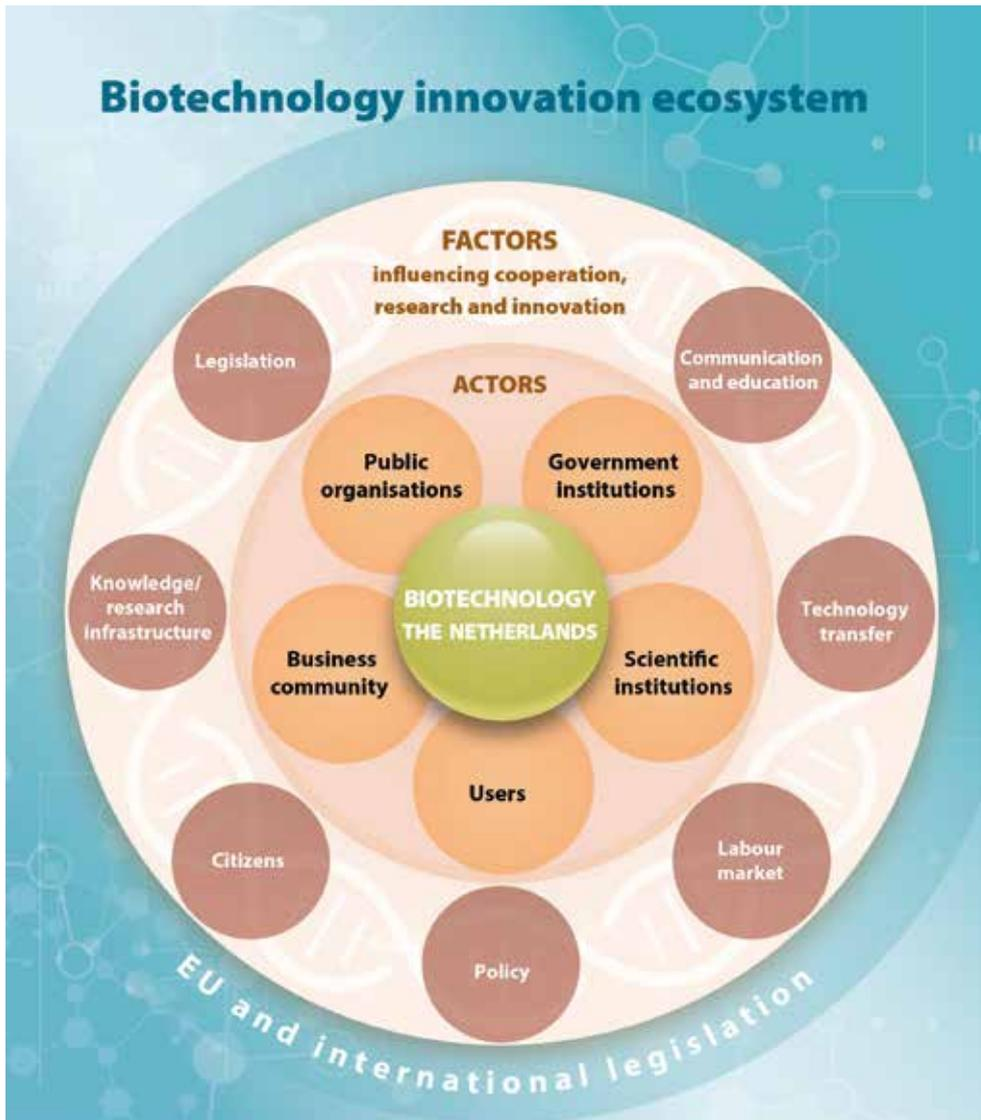 Biotechnology innovation ecosystem
FACTORS
influencing cooperation,
research and innovation
Legislation
Communication
and education
ACTORS
Public
organisations
Government
institutions
Knowledge/
research
infrastructure
BIOTECHNOLOGY
THE NETHERLANDS
Technology
transfer
Business
community
Scientific
institutions
Users
Citizens
Labour
market
Policy
EU and international legislation